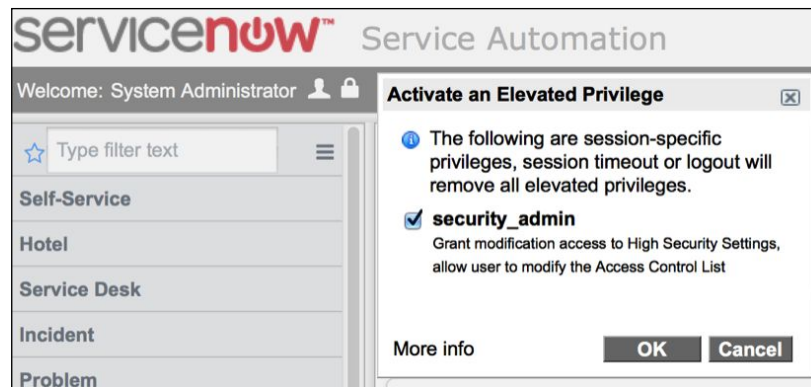 servicenow™ Service Automation
Welcome: System Administrator
Type filter text
Self-Service
Hotel
Service Desk
Incident
Problem
Activate an Elevated Privilege
The following are session-specific
privileges, session timeout or logout will
remove all elevated privileges.
security_admin
Grant modification access to High Security Settings,
allow user to modify the Access Control List
More info
OK
Cancel